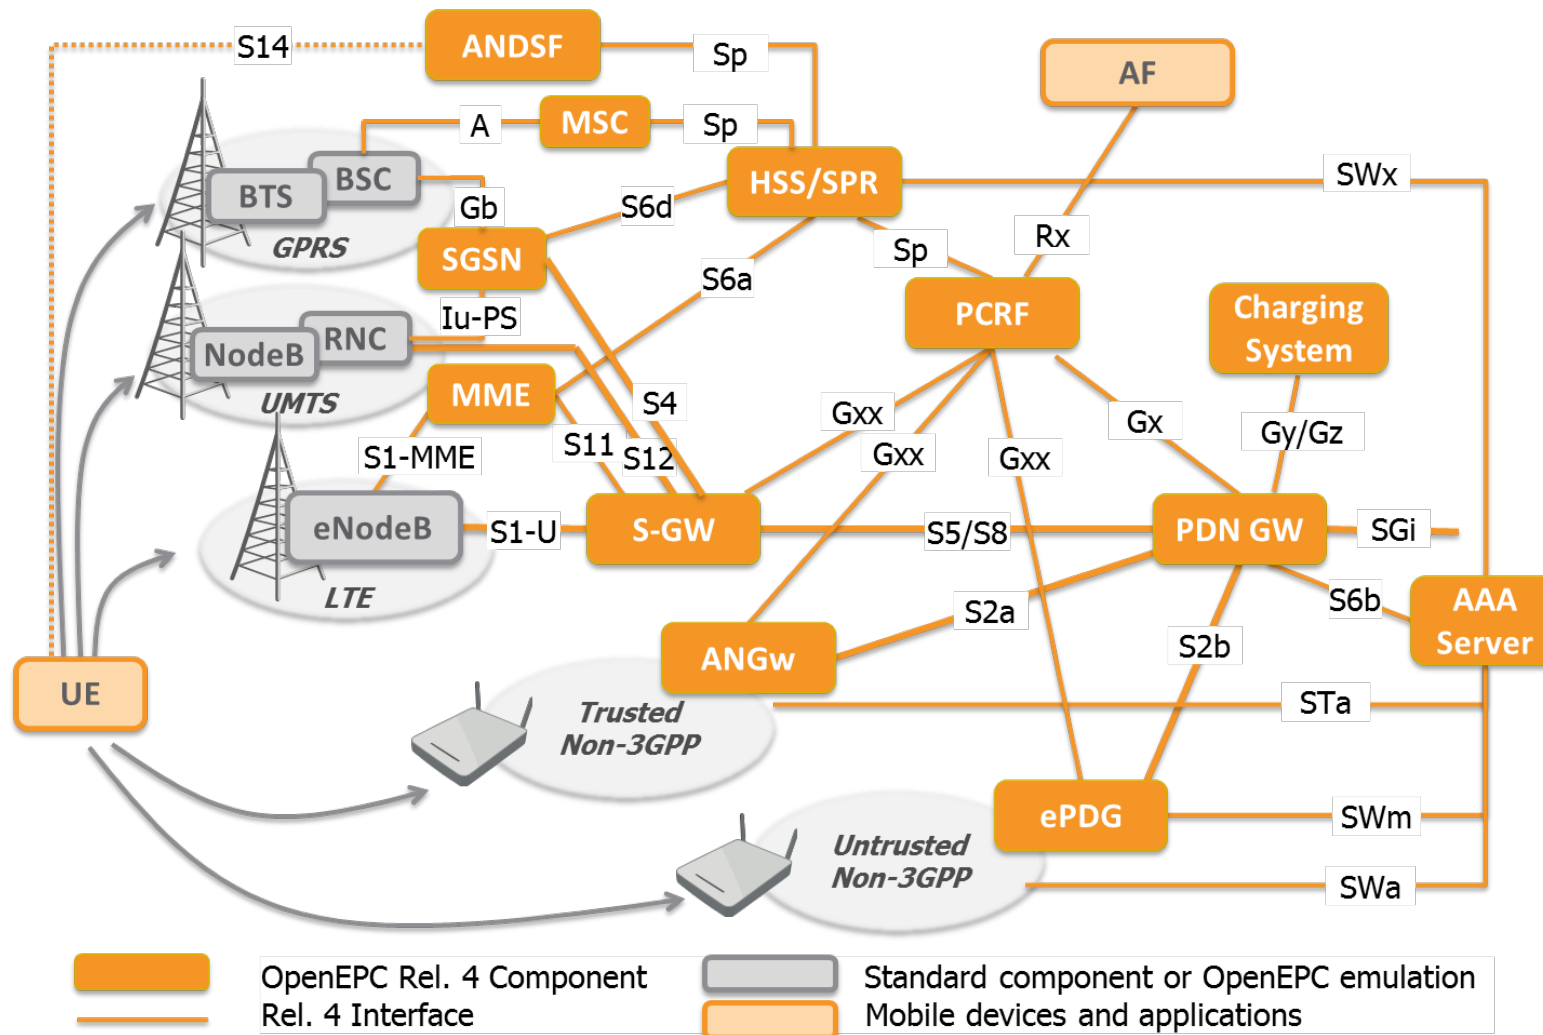 S14
ANDSF
Sp
AF
A
MSC
Sp
BSC
BTS
GPRS
Gb
S6d
HSS/SPR
SWx
SGSN
S6a
Sp
Rx
Iu-PS
RNC
NodeB
UMTS
PCRF
Charging
System
MME
S4
Gxx
Gx
Gy/Gz
S1-MME
S11
S12
Gxx
Gxx
eNodeB
S1-U
S-GW
S5/S8
PDN GW
SGi
LTE
S2a
S6b
AAA
Server
S2b
ANGw
UE
Trusted
Non-3GPP
STa
ePDG
SWm
Untrusted
Non-3GPP
SWa
OpenEPC Rel. 4 Component
Standard component or OpenEPC emulation
Rel. 4 Interface
Mobile devices and applications